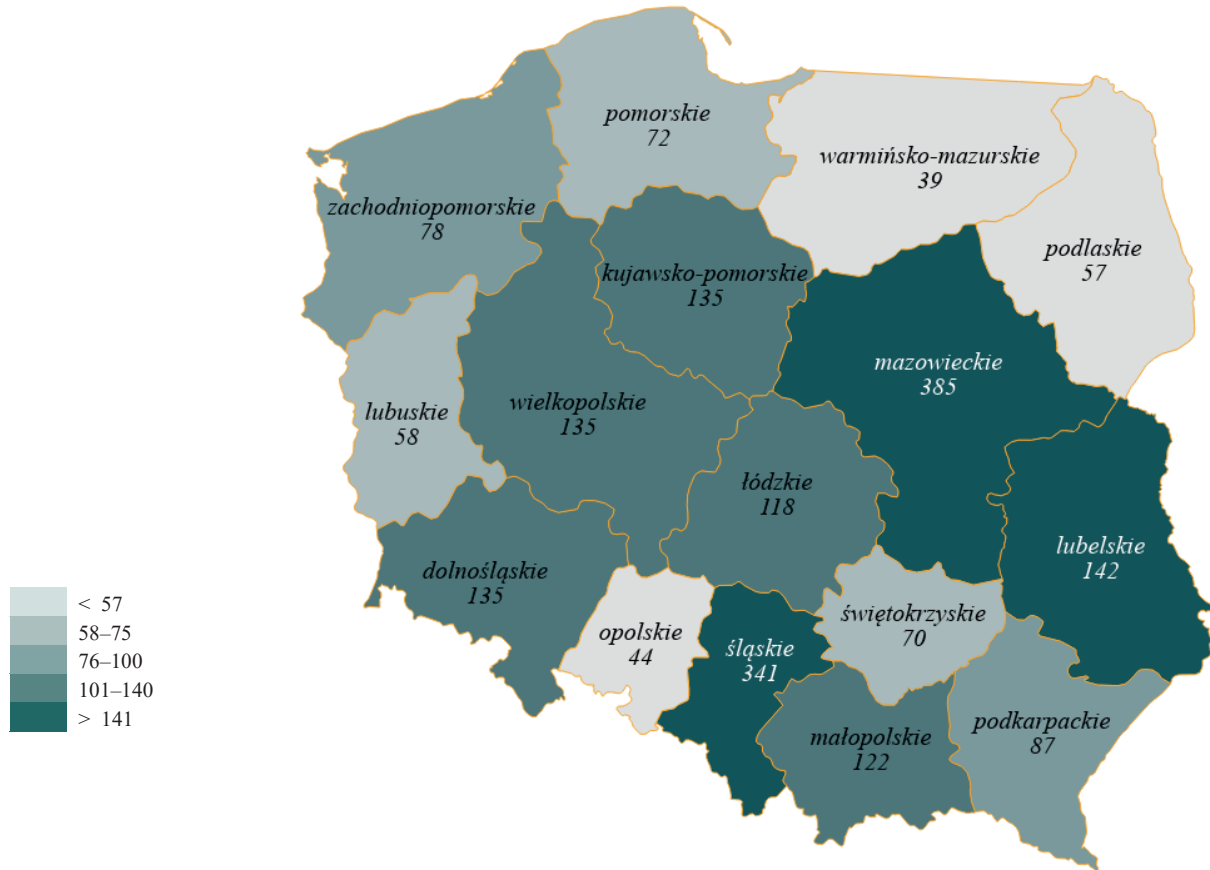 pomorskie
72
warmińsko-mazurskie
39
zachodniopomorskie
78
podlaskie
57
kujawsko-pomorskie
135
mazowieckie
385
wielkopolskie
135
lubuskie
58
łódzkie
118
lubelskie
142
dolnośląskie
135
opolskie
44
śląskie
341
świętokrzyskie
70
małopolskie
122
podkarpackie
87
< 57
58–75
76–100
101–140
> 141